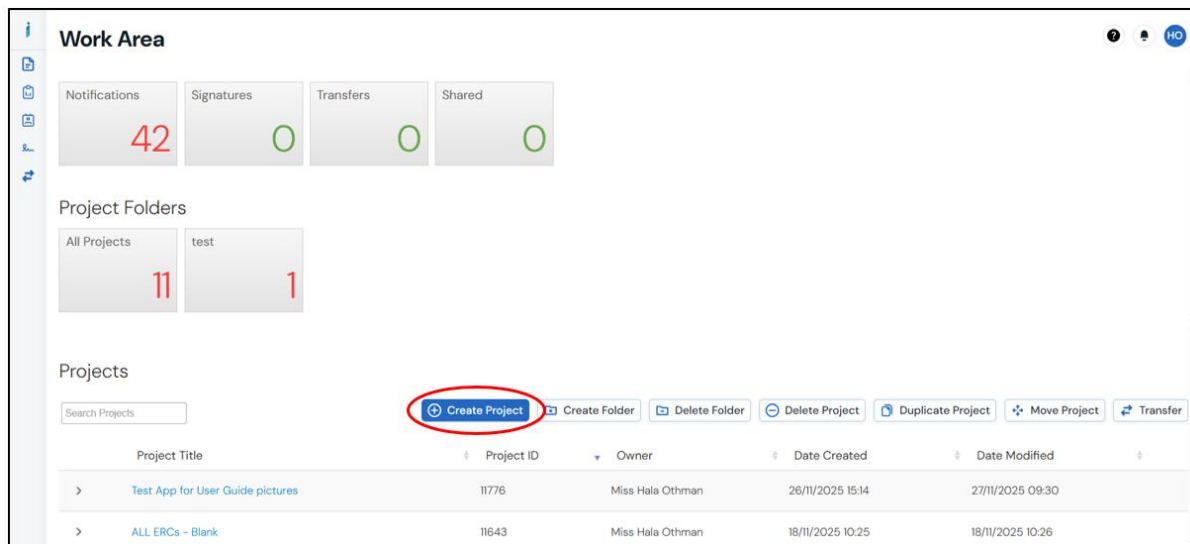 Work Area
HO
Notifications Signatures Transfers Shared
42 0 0 0
Project Folders
All Projects test
11 1
Projects
Search Projects Create Project Create Folder Delete Folder Delete Project Duplicate Project Move Project Transfer
Project Title Project ID Owner Date Created Date Modified
Test App for User Guide pictures 11776 Miss Hala Othman 26/11/2025 15:14 27/11/2025 09:30
ALL ERCs - Blank 11643 Miss Hala Othman 18/11/2025 10:25 18/11/2025 10:26